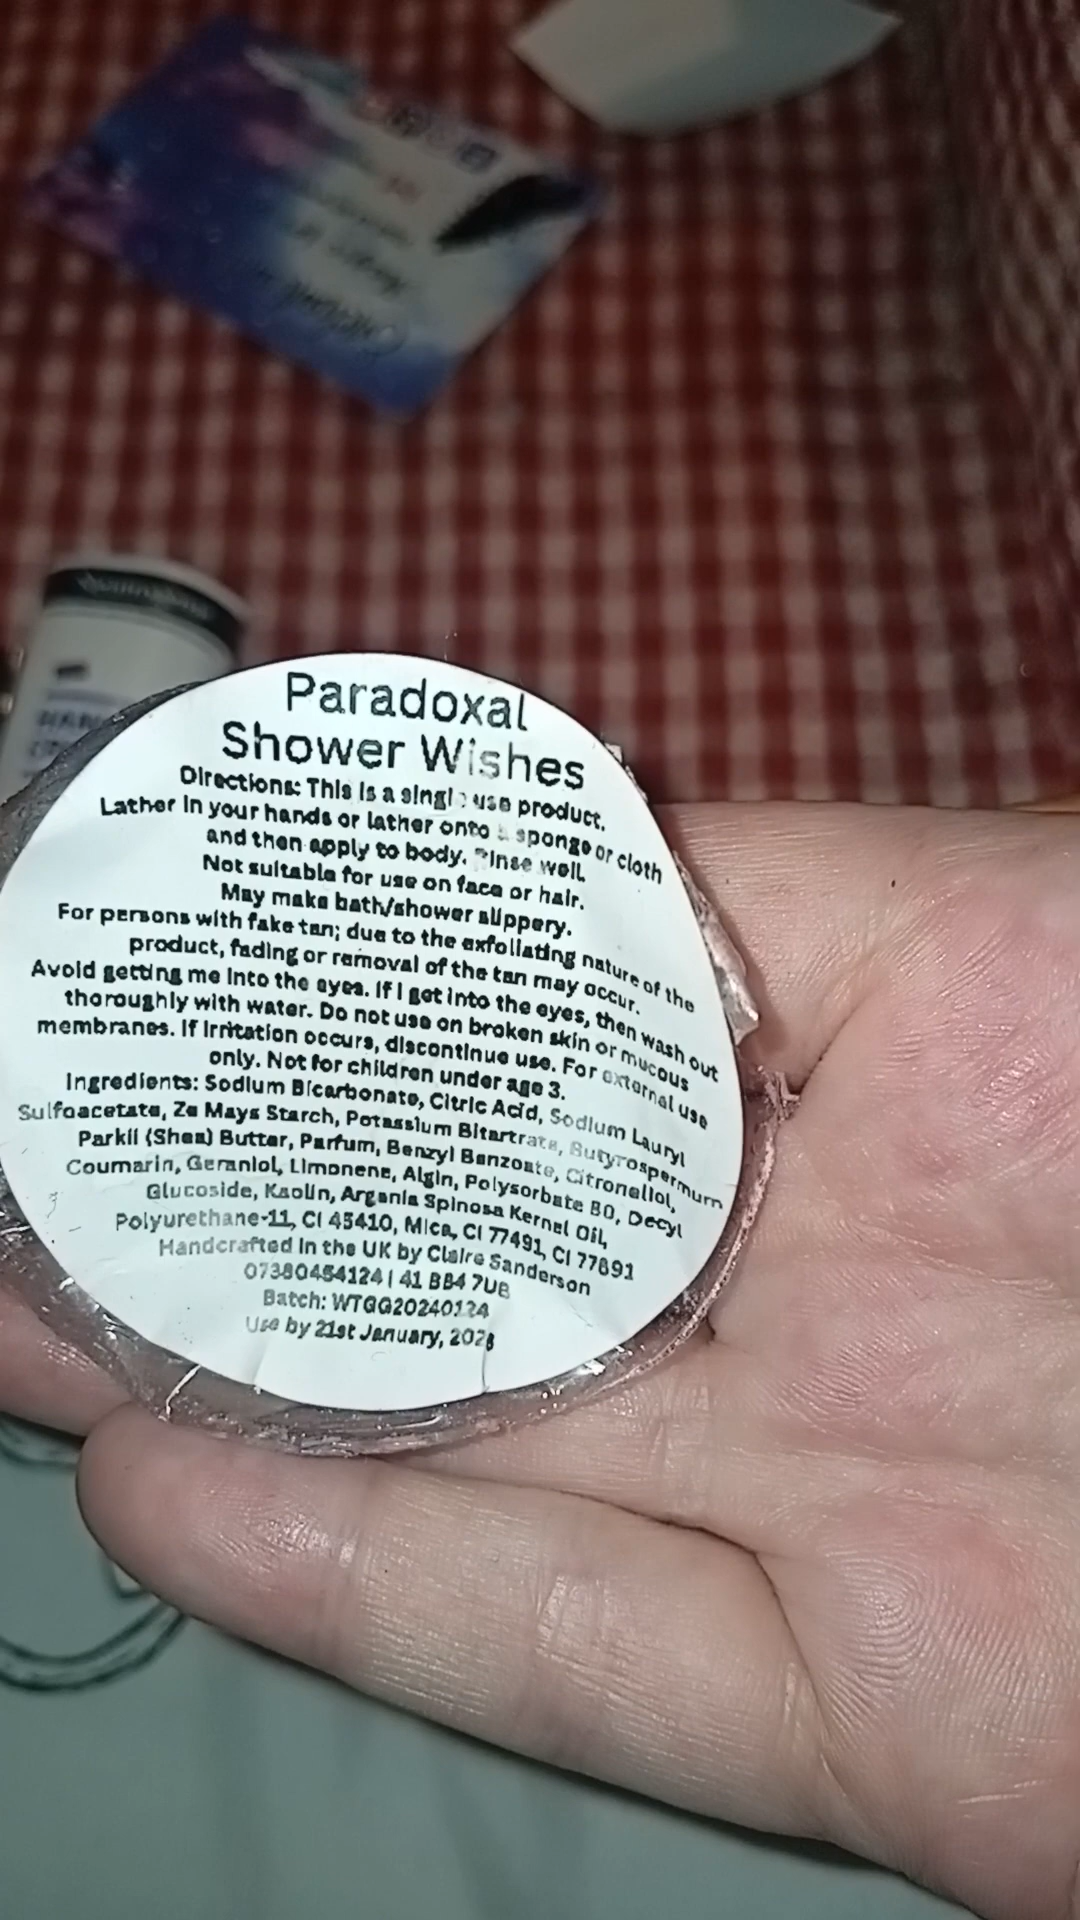 Neutrogena
Paradoxal
Shower Wishes
Directions: This is a single use product.
Lather in your hands or lather onto a sponge or cloth
and then apply to body. Rinse well.
Not suitable for use on face or hair.
May make bath/shower slippery.
For persons with fake tan; due to the exfoliating nature of the
product, fading or removal of the tan may occur.
Avoid getting me into the eyes. If I get into the eyes, then wash out
thoroughly with water. Do not use on broken skin or mucous
membranes. If irritation occurs, discontinue use. For external use
only. Not for children under age 3.
Ingredients: Sodium Bicarbonate, Citric Acid, Sodium Lauryl
Sulfoacetate, Ze Mays Starch, Potassium Bitartrate, Butyrospermum
Parkii (Shea) Butter, Parfum, Benzyl Benzoate, Citronellol,
Coumarin, Geraniol, Limonene, Algin, Polysorbate 80, Decyl
Glucoside, Kaolin, Argania Spinosa Kernel Oil,
Polyurethane-11, CI 45410, Mica, CI 77491, CI 77891
Handcrafted in the UK by Claire Sanderson
07380454124 | 41 BB4 7UB
Batch: WTGG20240124
Use by 21st January,